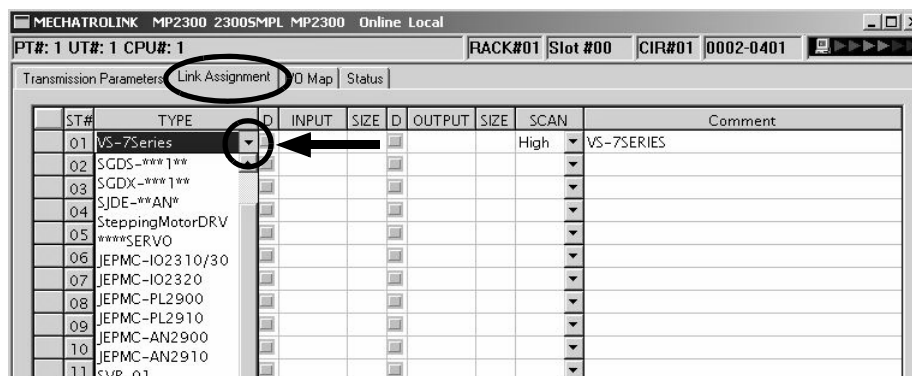 MECHATROLINK MP2300 2300SMPL MP2300 Online Local
PT#: 1 UT#: 1 CPU#: 1 RACK#01 Slot #00 CIR#01 0002-0401
Transmission Parameters Link Assignment I/O Map Status
ST# TYPE D INPUT SIZE D OUTPUT SIZE SCAN Comment
01 VS-7Series High VS-7SERIES
02 SGDS-***1**
03 SGDX-***1**
04 SJDE-**AN*
SteppingMotorDRV
05 ****SERVO
06 JEPMC-IO2310/30
07 JEPMC-IO2320
08 JEPMC-PL2900
09 JEPMC-PL2910
10 JEPMC-AN2900
JEPMC-AN2910
11 SVB-01